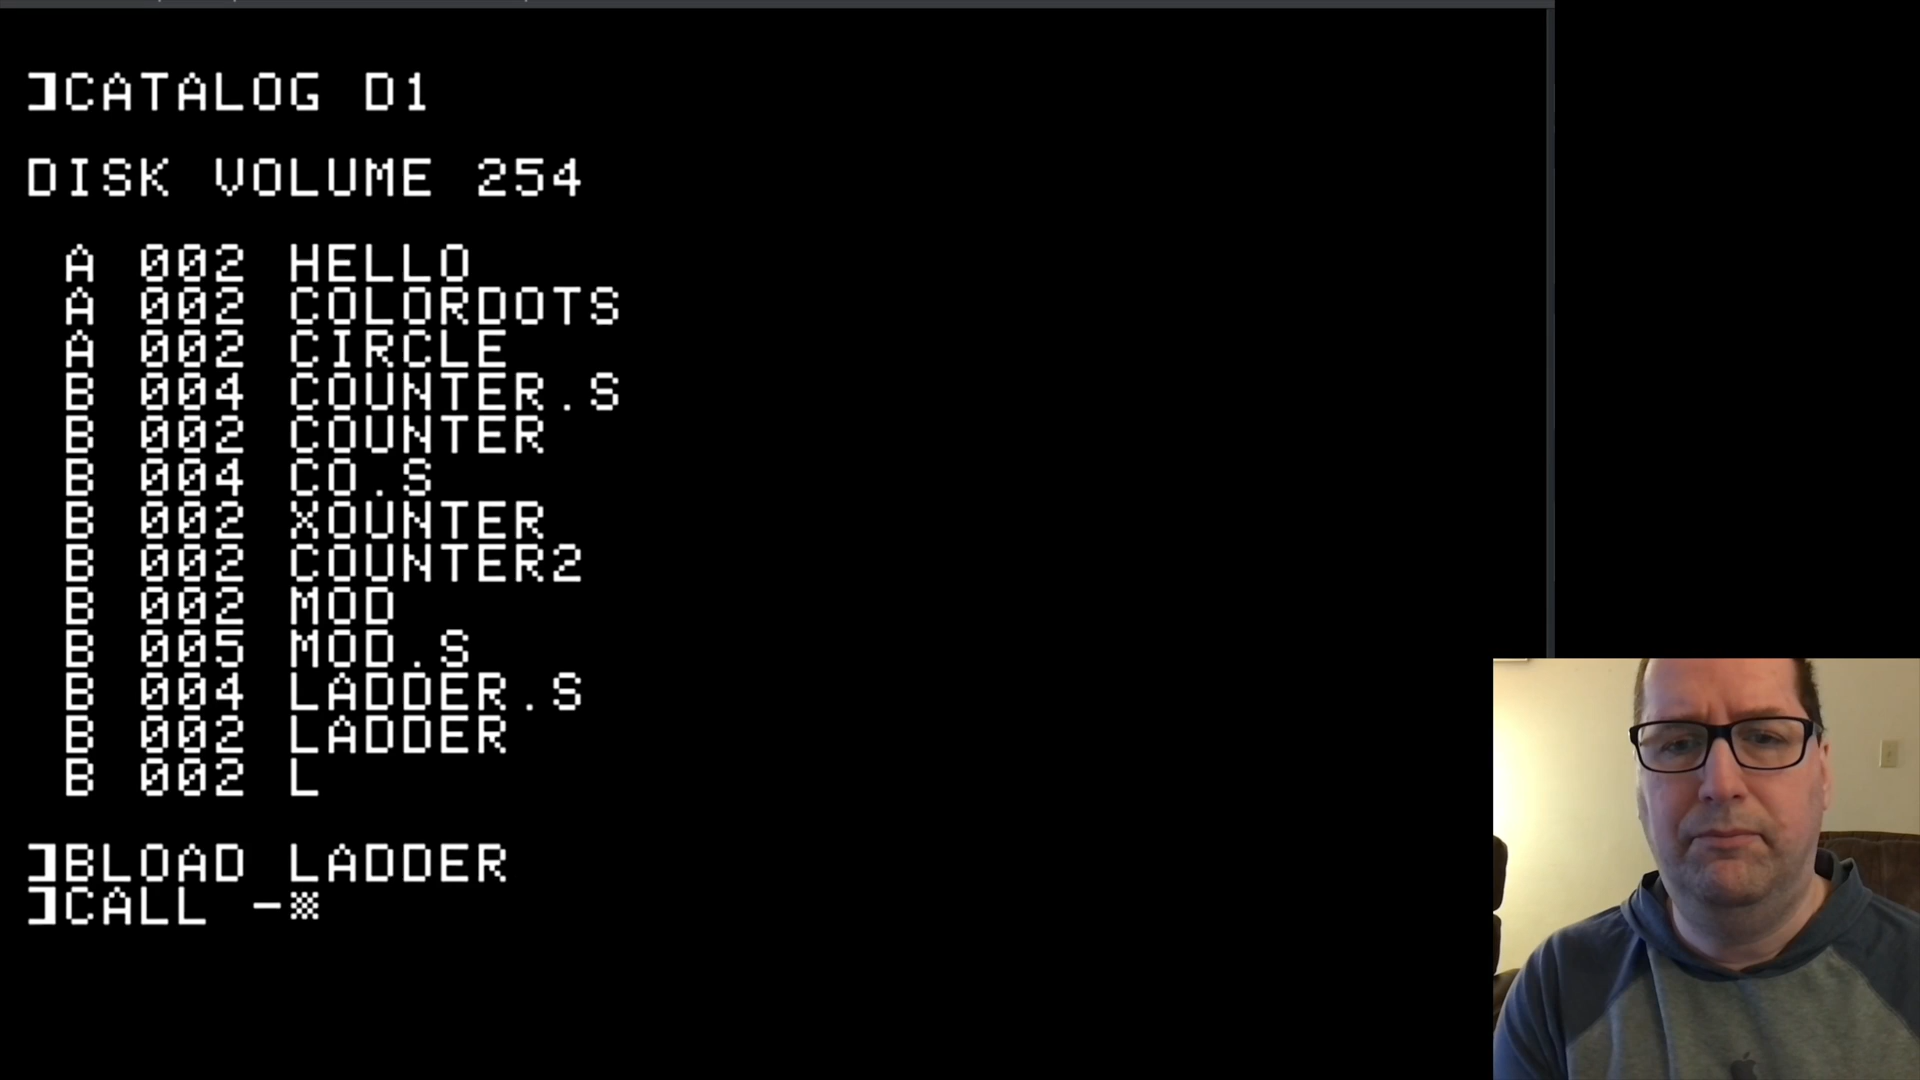 ]CATALOG D1
DISK VOLUME 254
A 002 HELLO
A 002 COLORDOTS
A 002 CIRCLE
B 004 COUNTER.S
B 002 COUNTER
B 004 CO.S
B 002 XOUNTER
B 002 COUNTER2
B 002 MOD
B 005 MOD.S
B 004 LADDER.S
B 002 LADDER
B 002 L
]BLOAD LADDER
]CALL -